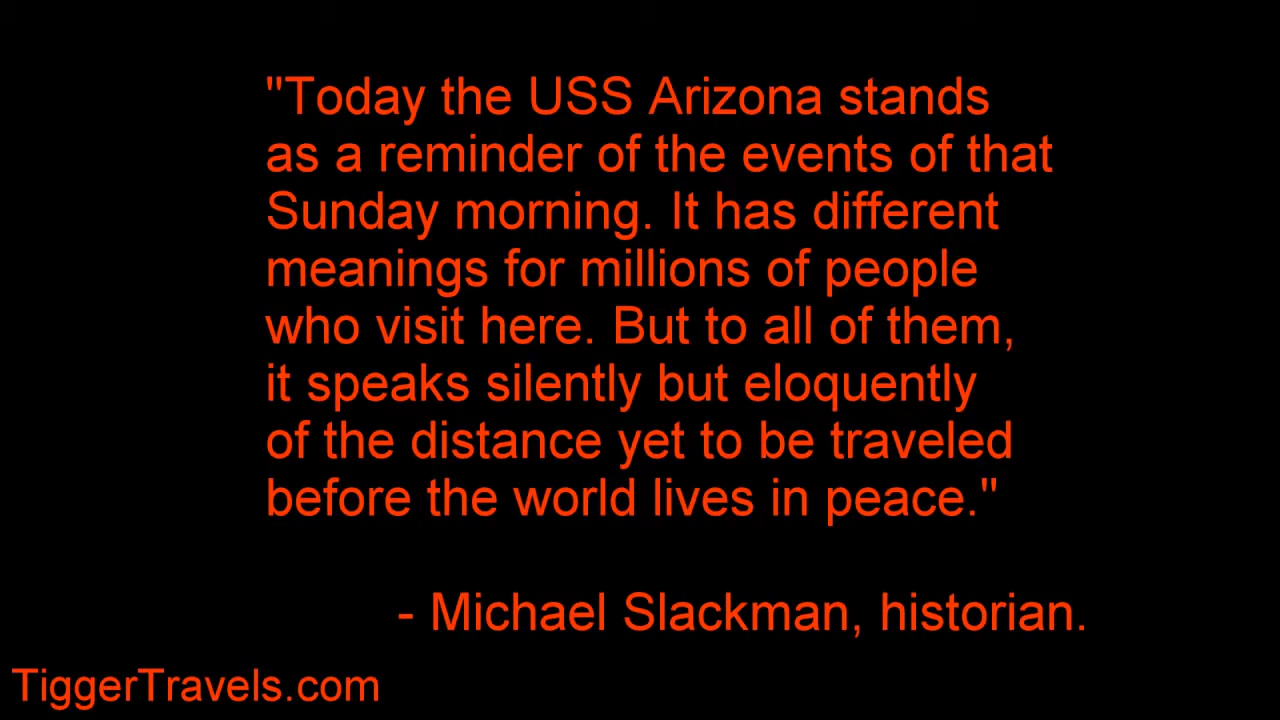 "Today the USS Arizona stands
as a reminder of the events of that
Sunday morning. It has different
meanings for millions of people
who visit here. But to all of them,
it speaks silently but eloquently
of the distance yet to be traveled
before the world lives in peace."
- Michael Slackman, historian.
TiggerTravels.com